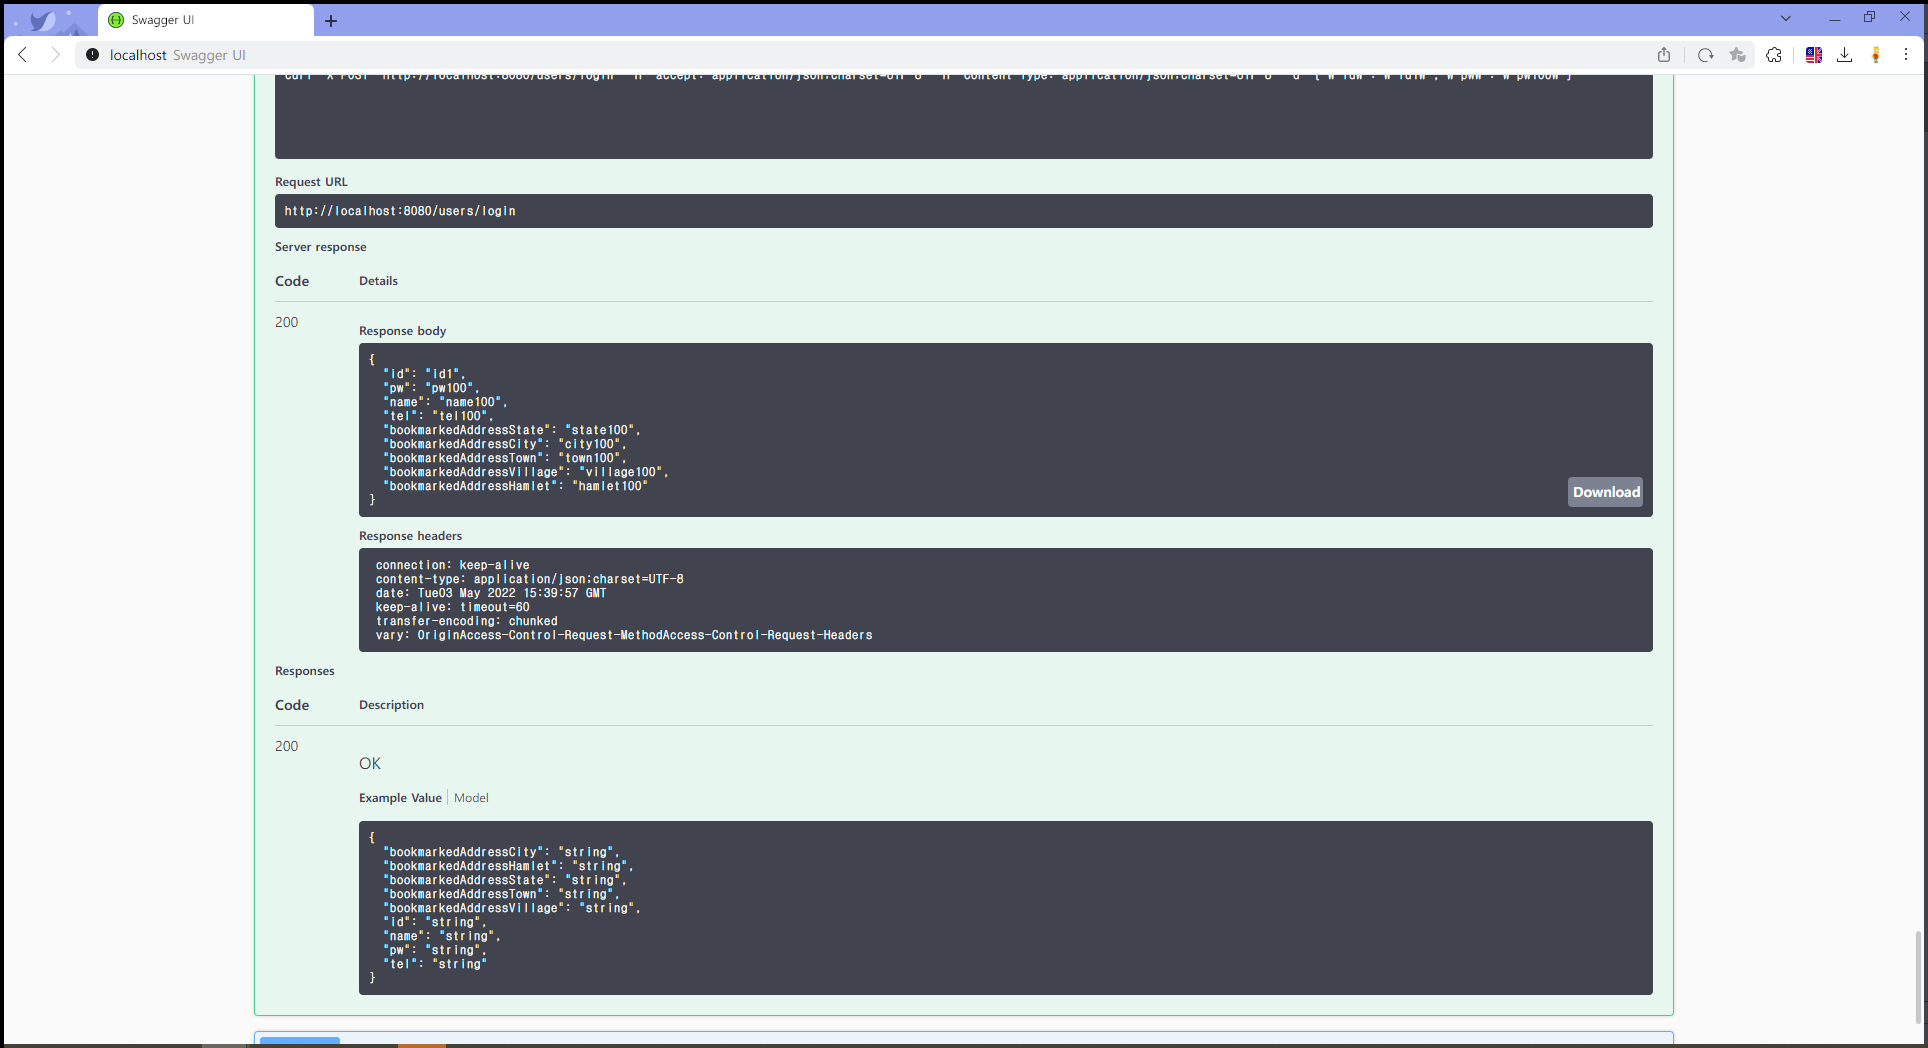 Swagger UI
localhost Swagger UI
Request URL
http://localhost:8080/users/login
Server response
Code Details
200
Response body
{
"id": "id1",
"pw": "pw100",
"name": "name100",
"tel": "tel100",
"bookmarkedAddressState": "state100",
"bookmarkedAddressCity": "city100",
"bookmarkedAddressTown": "town100",
"bookmarkedAddressVillage": "village100",
"bookmarkedAddressHamlet": "hamlet100"
}
Download
Response headers
connection: keep-alive
content-type: application/json;charset=UTF-8
date: Tue03 May 2022 15:39:57 GMT
keep-alive: timeout=60
transfer-encoding: chunked
vary: OriginAccess-Control-Request-MethodAccess-Control-Request-Headers
Responses
Code Description
200
OK
Example Value Model
{
"bookmarkedAddressCity": "string",
"bookmarkedAddressHamlet": "string",
"bookmarkedAddressState": "string",
"bookmarkedAddressTown": "string",
"bookmarkedAddressVillage": "string",
"id": "string",
"name": "string",
"pw": "string",
"tel": "string"
}